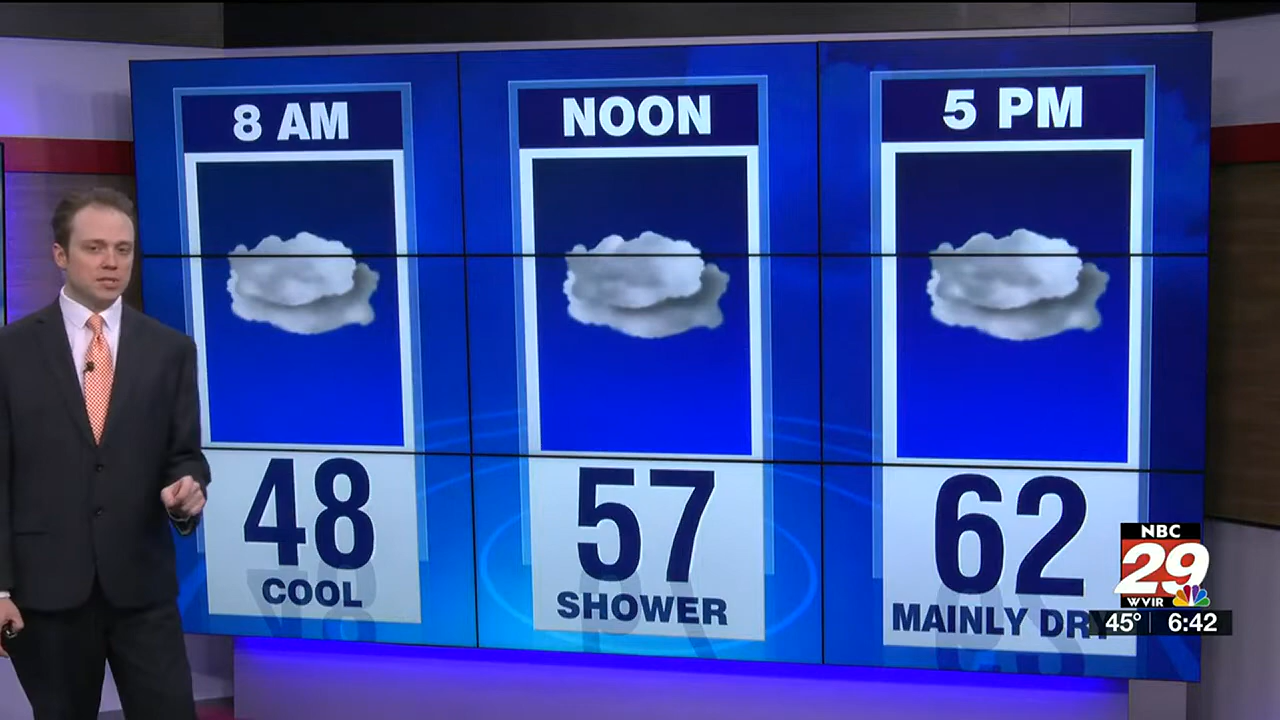 8 AM
NOON
5 PM
48
COOL
57
SHOWER
62
MAINLY DRY
NBC
29
WVIR
45° 6:42